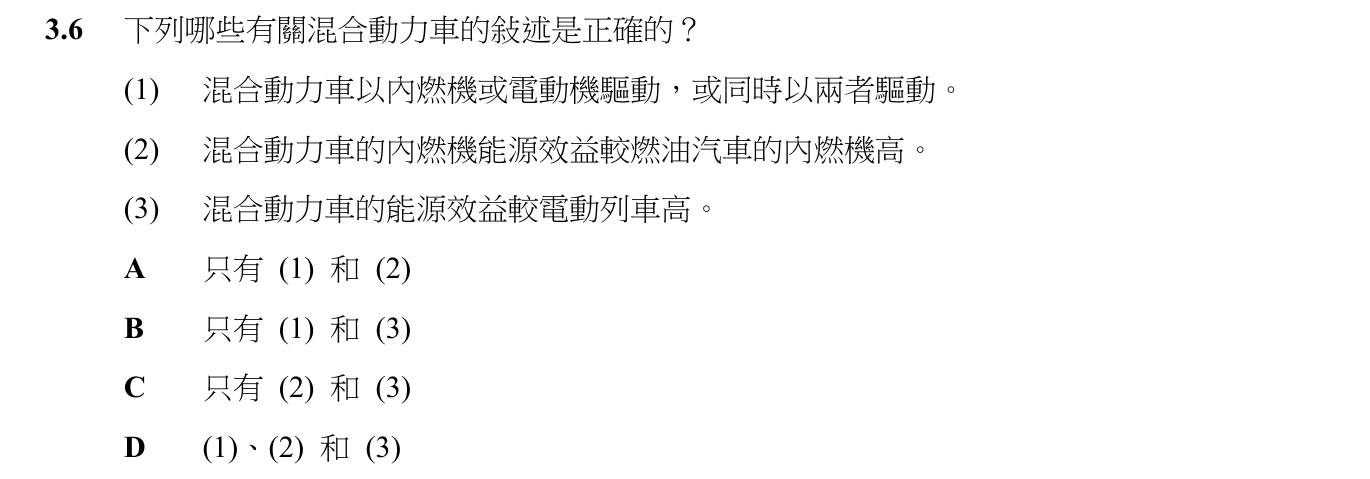 3.6 下列哪些有關混合動力車的敍述是正確的？
(1) 混合動力車以內燃機或電動機驅動，或同時以兩者驅動。
(2) 混合動力車的內燃機能源效益較燃油汽車的內燃機高。
(3) 混合動力車的能源效益較電動列車高。
A 只有 (1) 和 (2)
B 只有 (1) 和 (3)
C 只有 (2) 和 (3)
D (1)、(2) 和 (3)